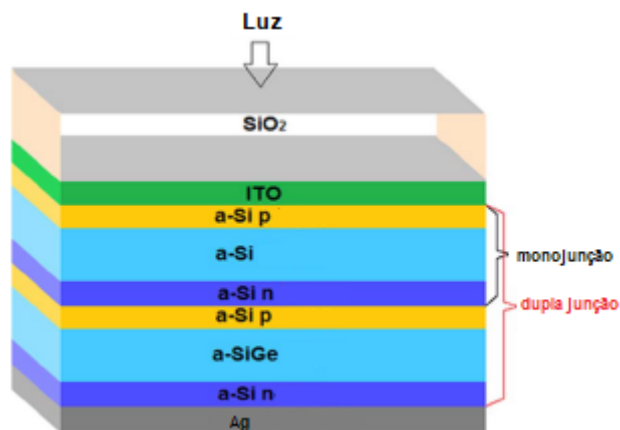 Luz
SiO₂
ITO
a-Si p
a-Si
monojunção
a-Si n
a-Si p
dupla junção
a-SiGe
a-Si n
Ag